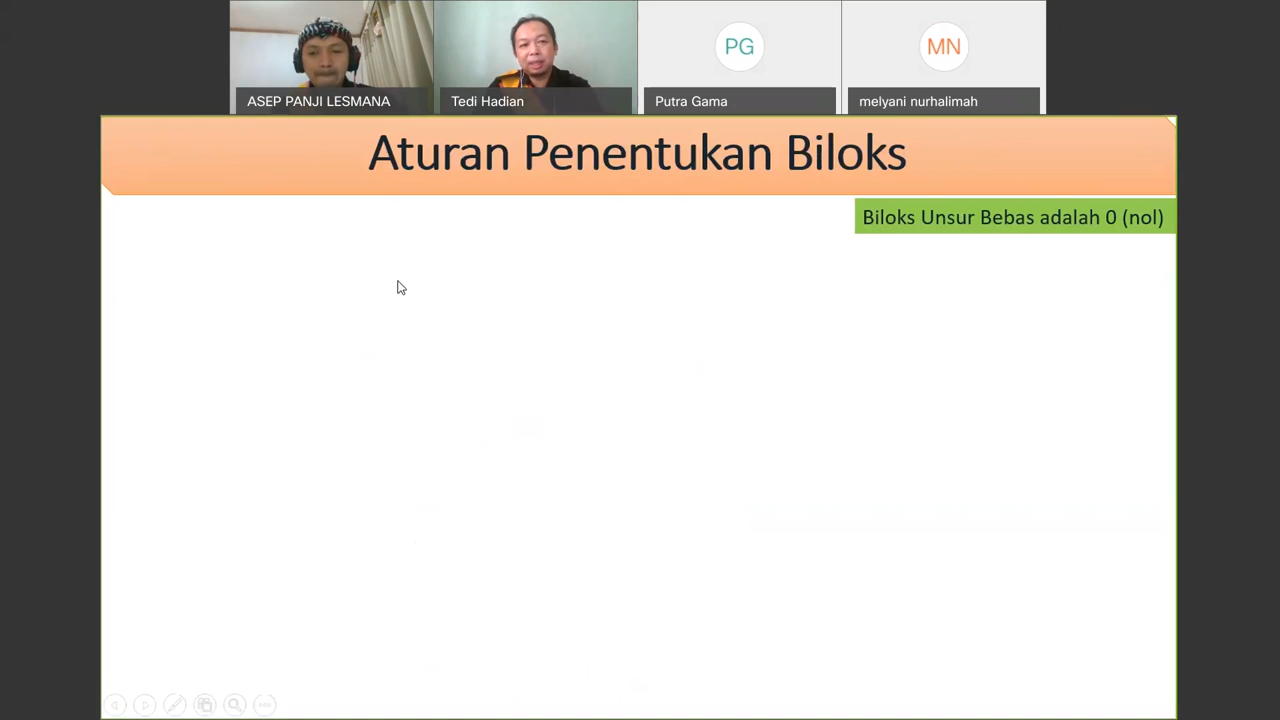 PG
MN
ASEP PANJI LESMANA
Tedi Hadian
Putra Gama
melyani nurhalimah
Aturan Penentukan Biloks
Biloks Unsur Bebas adalah 0 (nol)